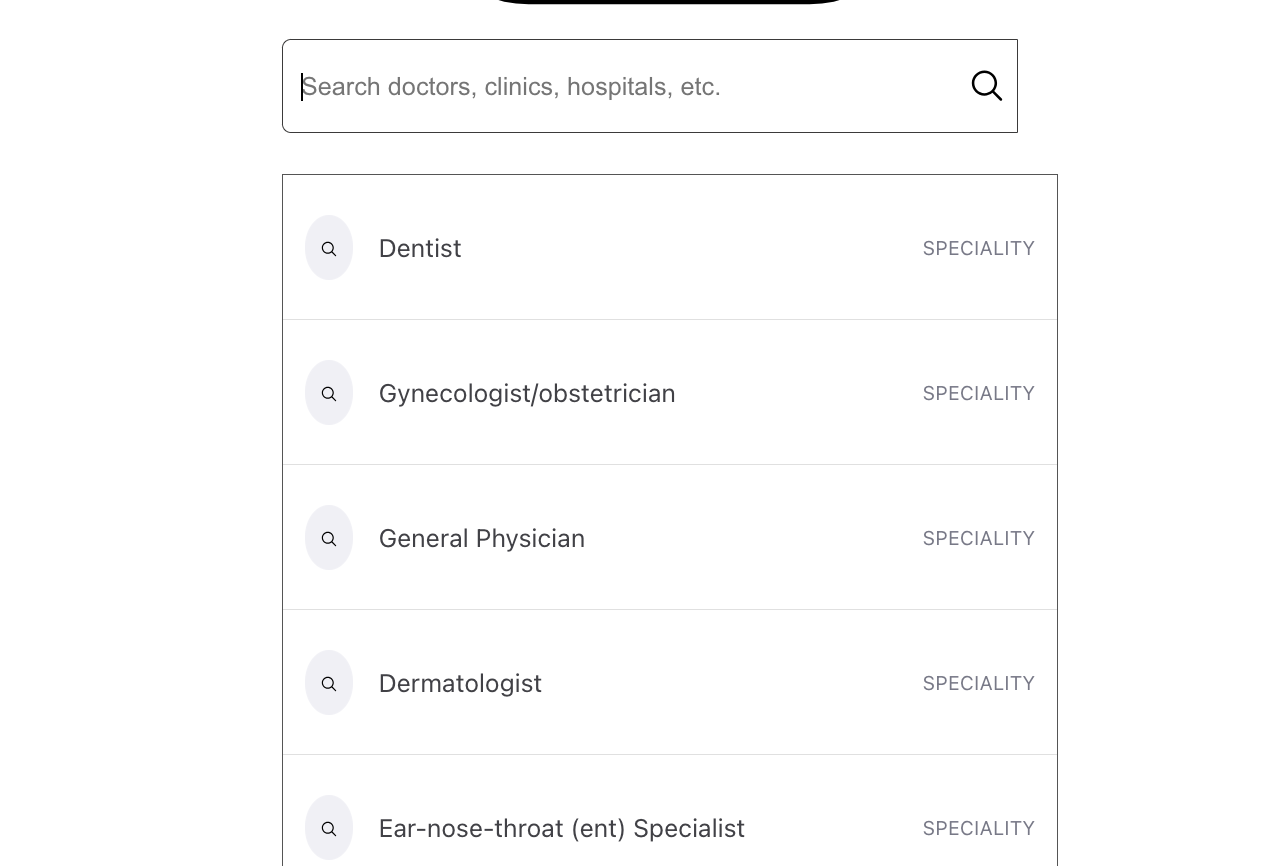 Search doctors, clinics, hospitals, etc.
Dentist SPECIALITY
Gynecologist/obstetrician SPECIALITY
General Physician SPECIALITY
Dermatologist SPECIALITY
Ear-nose-throat (ent) Specialist SPECIALITY